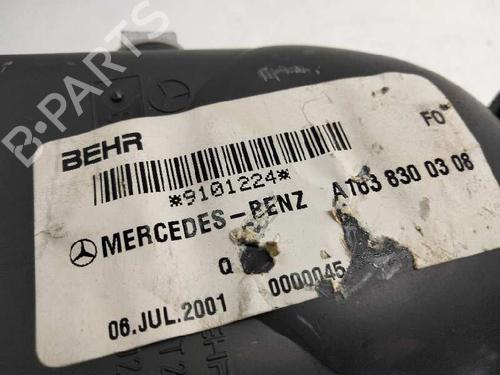 B-PARTS
BEHR
FO
*9101224*
MERCEDES-BENZ A163 830 03 08
Q 0000045
06.JUL.2001